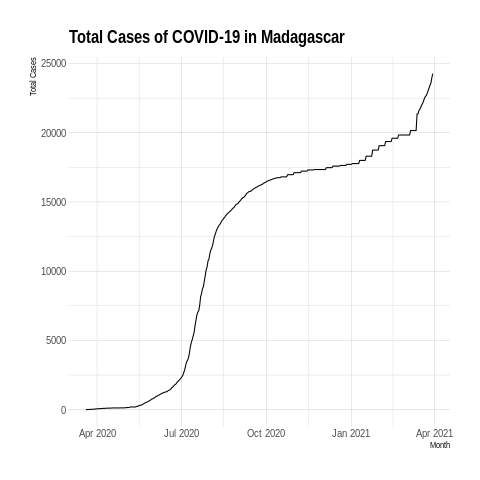 Total Cases of COVID-19 in Madagascar
Total Cases
25000
20000
15000
10000
5000
0
Apr 2020 Jul 2020 Oct 2020 Jan 2021 Apr 2021
Month